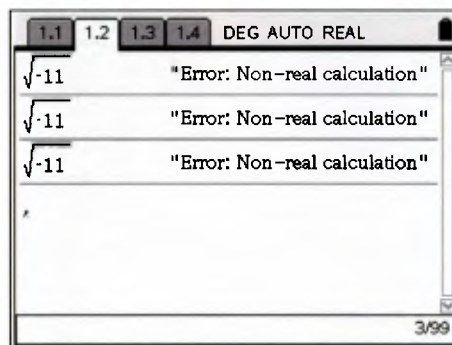 1.1 1.2 1.3 1.4 DEG AUTO REAL
√-11 "Error: Non-real calculation"
√-11 "Error: Non-real calculation"
√-11 "Error: Non-real calculation"
3/99